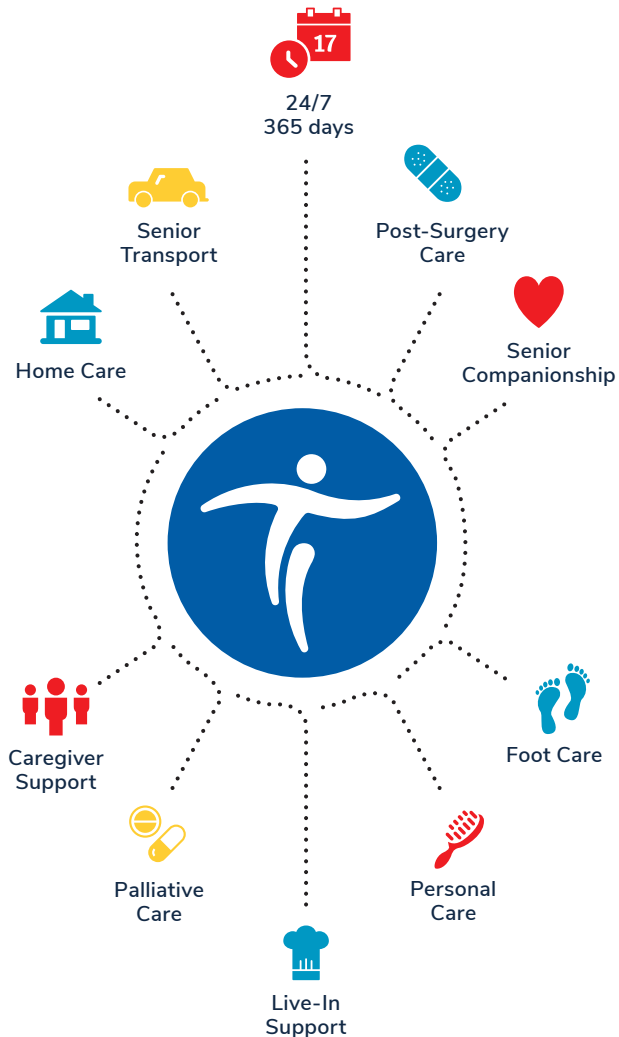 17
24/7
365 days
Senior
Transport
Post-Surgery
Care
Home Care
Senior
Companionship
Caregiver
Support
Foot Care
Palliative
Care
Personal
Care
Live-In
Support